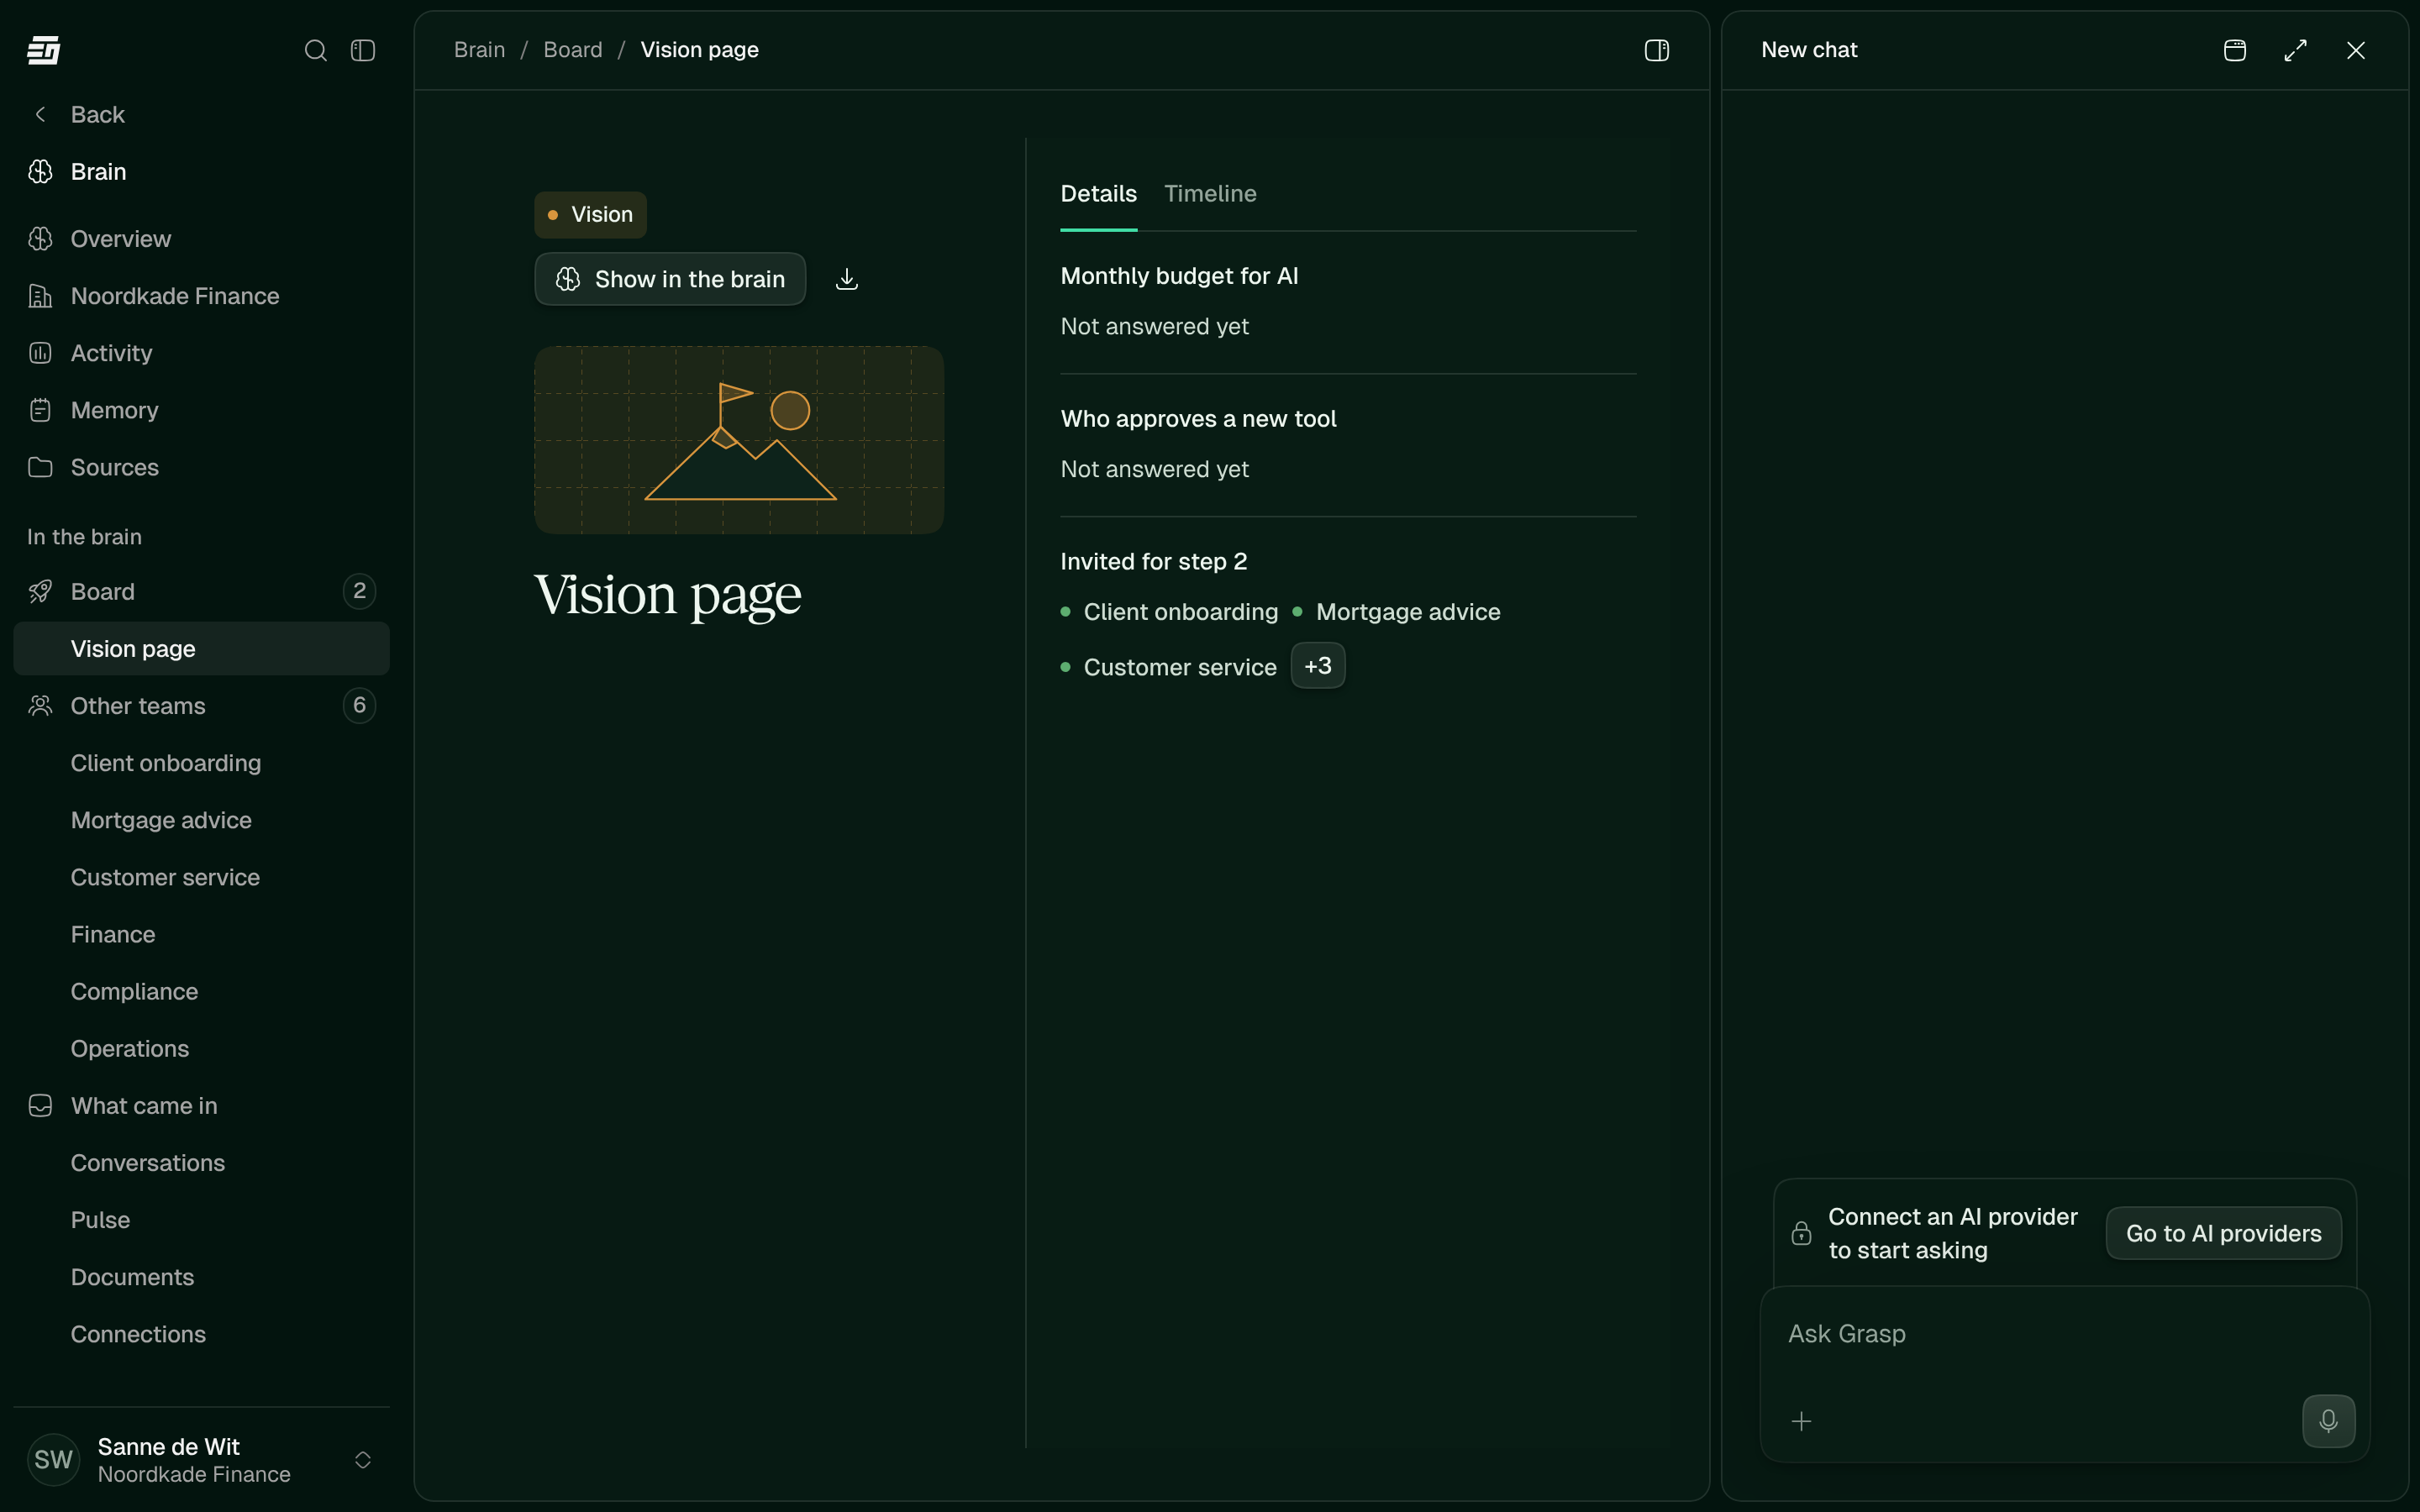 Back
Brain
Overview
Noordkade Finance
Activity
Memory
Sources
In the brain
Board 2
Vision page
Other teams 6
Client onboarding
Mortgage advice
Customer service
Finance
Compliance
Operations
What came in
Conversations
Pulse
Documents
Connections
SW
Sanne de Wit
Noordkade Finance
Brain / Board / Vision page
Vision
Show in the brain
Vision page
Details Timeline
Monthly budget for AI
Not answered yet
Who approves a new tool
Not answered yet
Invited for step 2
Client onboarding Mortgage advice
Customer service +3
New chat
Connect an AI provider
to start asking
Go to AI providers
Ask Grasp